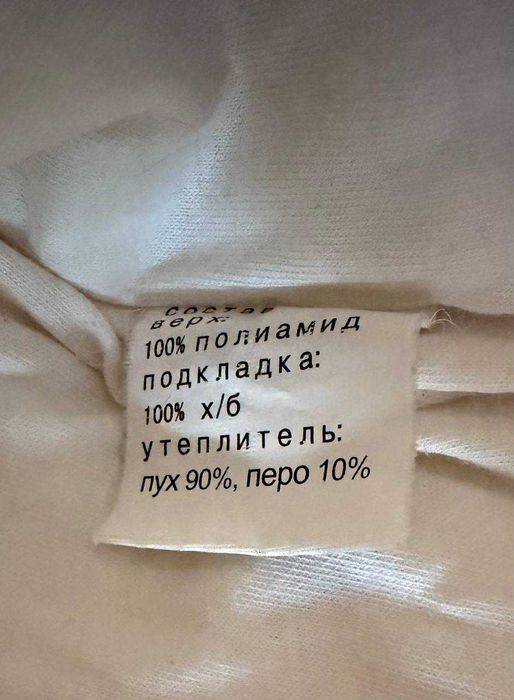 состав
верх:
100% полиамид
подкладка:
100% х/б
утеплитель:
пух 90%, перо 10%